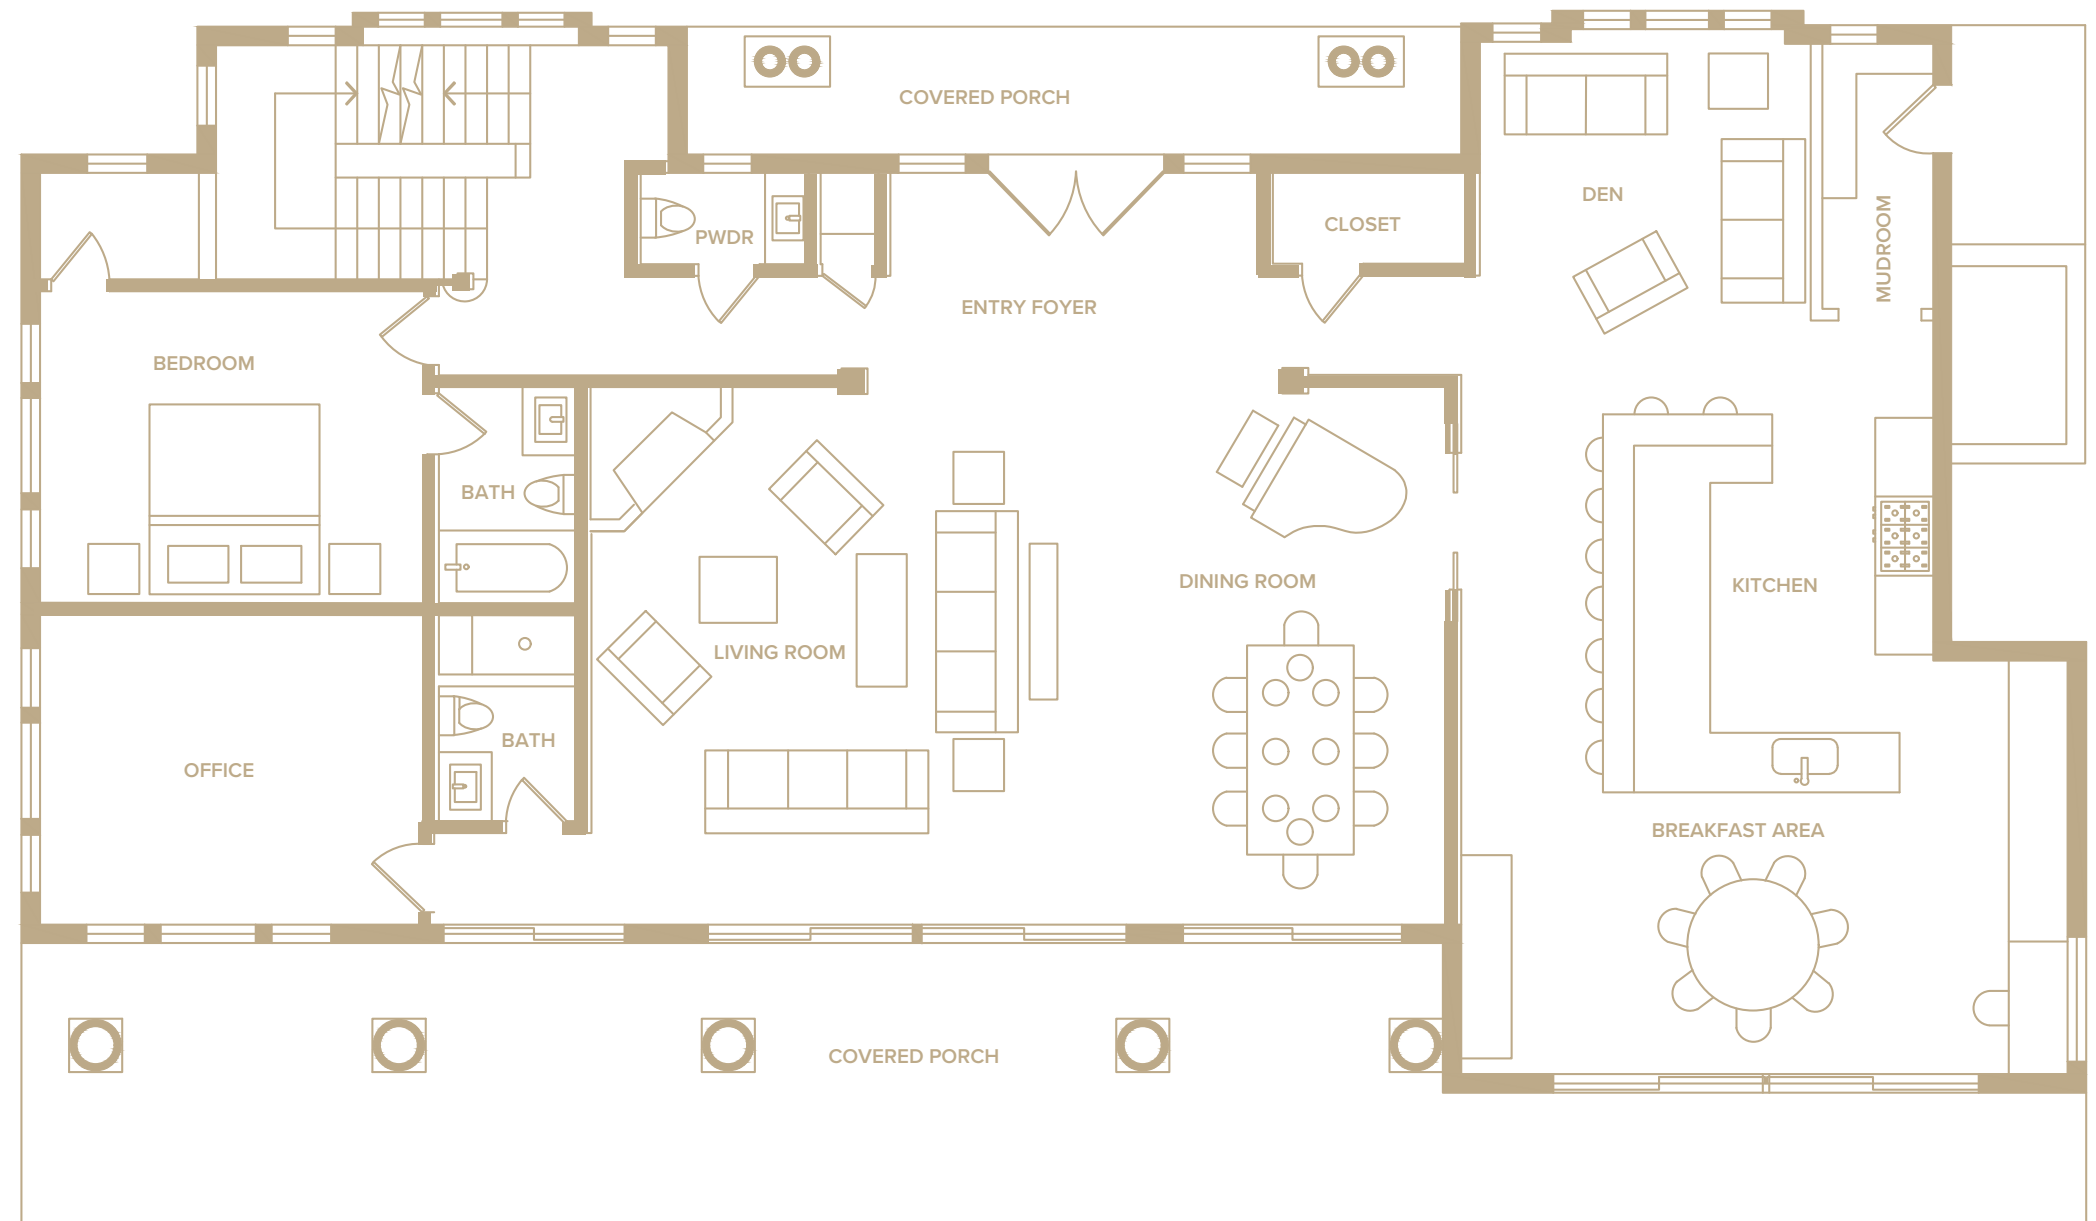 COVERED PORCH
DEN
MUDROOM
CLOSET
PWDR
ENTRY FOYER
BEDROOM
BATH
DINING ROOM
KITCHEN
LIVING ROOM
BATH
OFFICE
BREAKFAST AREA
COVERED PORCH